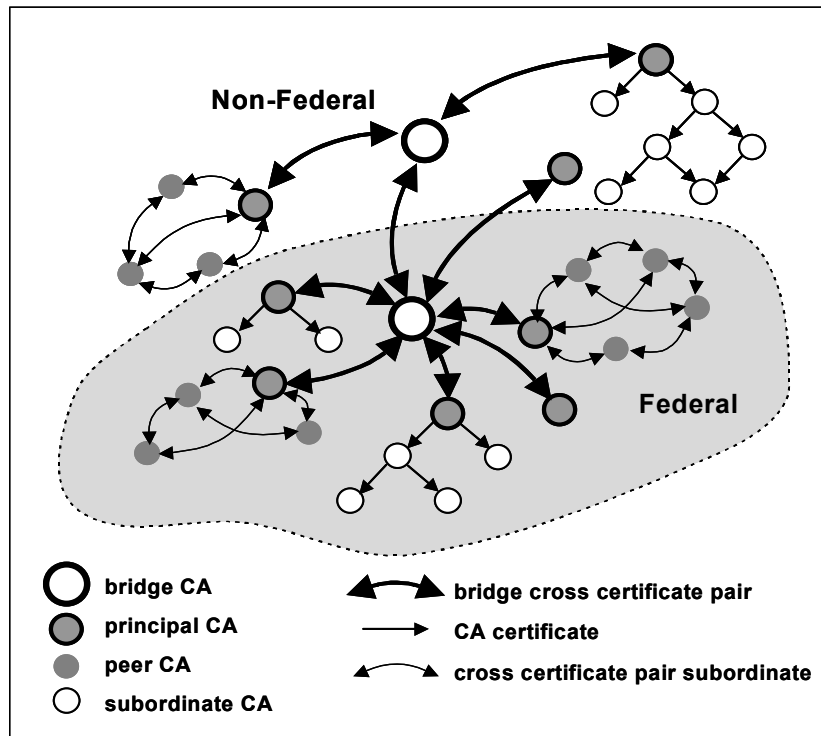 Non-Federal
Federal
bridge CA
principal CA
peer CA
subordinate CA
bridge cross certificate pair
CA certificate
cross certificate pair subordinate